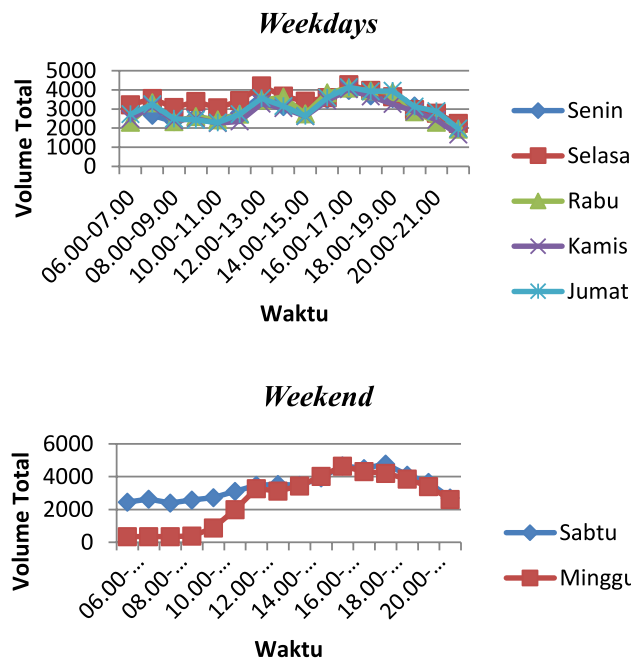 Weekdays
5000
4000
3000
2000
1000
0
Volume Total
06.00-07.00
08.00-09.00
10.00-11.00
12.00-13.00
14.00-15.00
16.00-17.00
18.00-19.00
20.00-21.00
Waktu
Senin
Selasa
Rabu
Kamis
Jumat
Weekend
6000
4000
2000
0
Volume Total
06.00-…
08.00-…
10.00-…
12.00-…
14.00-…
16.00-…
18.00-…
20.00-…
Waktu
Sabtu
Minggu